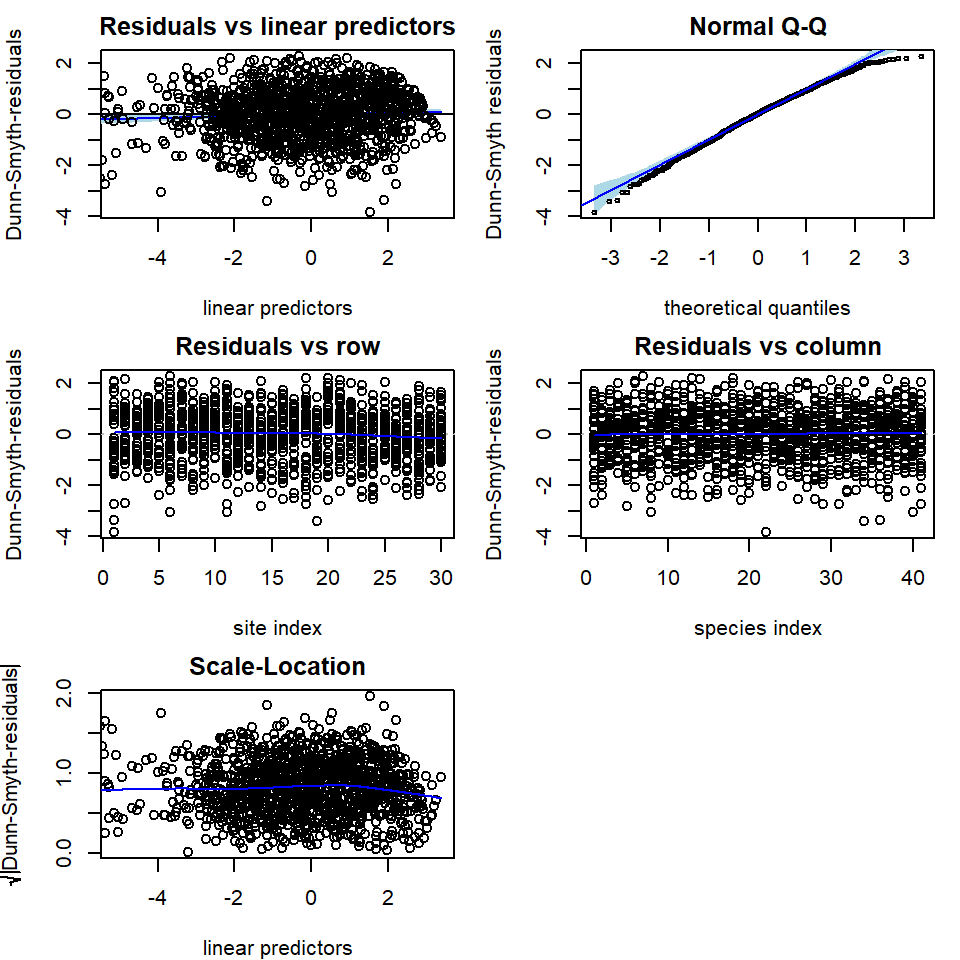 Residuals vs linear predictors
Dunn-Smyth-residuals
2
0
-2
-4
-4 -2 0 2
linear predictors
Normal Q-Q
Dunn-Smyth residuals
2
0
-2
-4
-3 -2 -1 0 1 2 3
theoretical quantiles
Residuals vs row
Dunn-Smyth-residuals
2
0
-2
-4
0 5 10 15 20 25 30
site index
Residuals vs column
Dunn-Smyth-residuals
2
0
-2
-4
0 10 20 30 40
species index
Scale-Location
√|Dunn-Smyth-residuals|
2.0
1.0
0.0
-4 -2 0 2
linear predictors